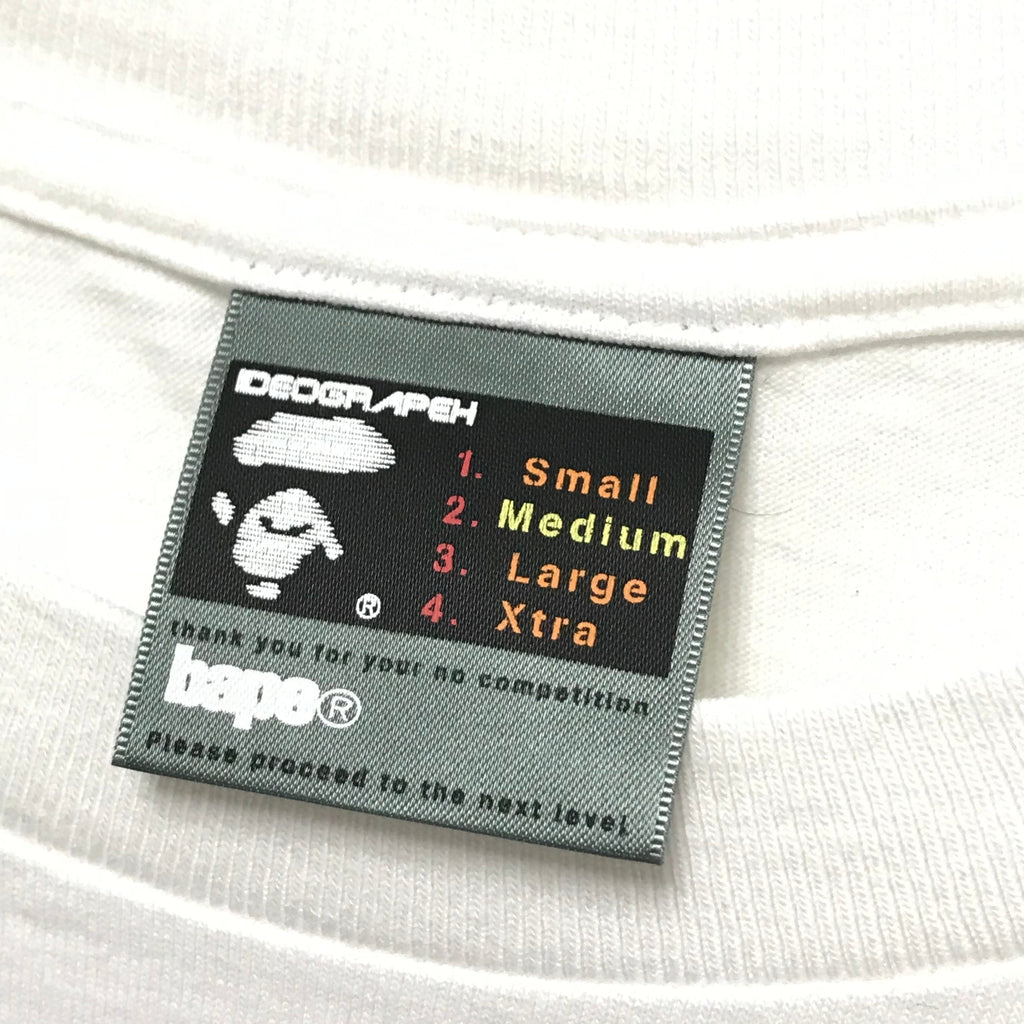 IDEOGRAPEH
1. Small
2. Medium
3. Large
4. Xtra
®
thank you for your no competition
bape®
Please proceed to the next level